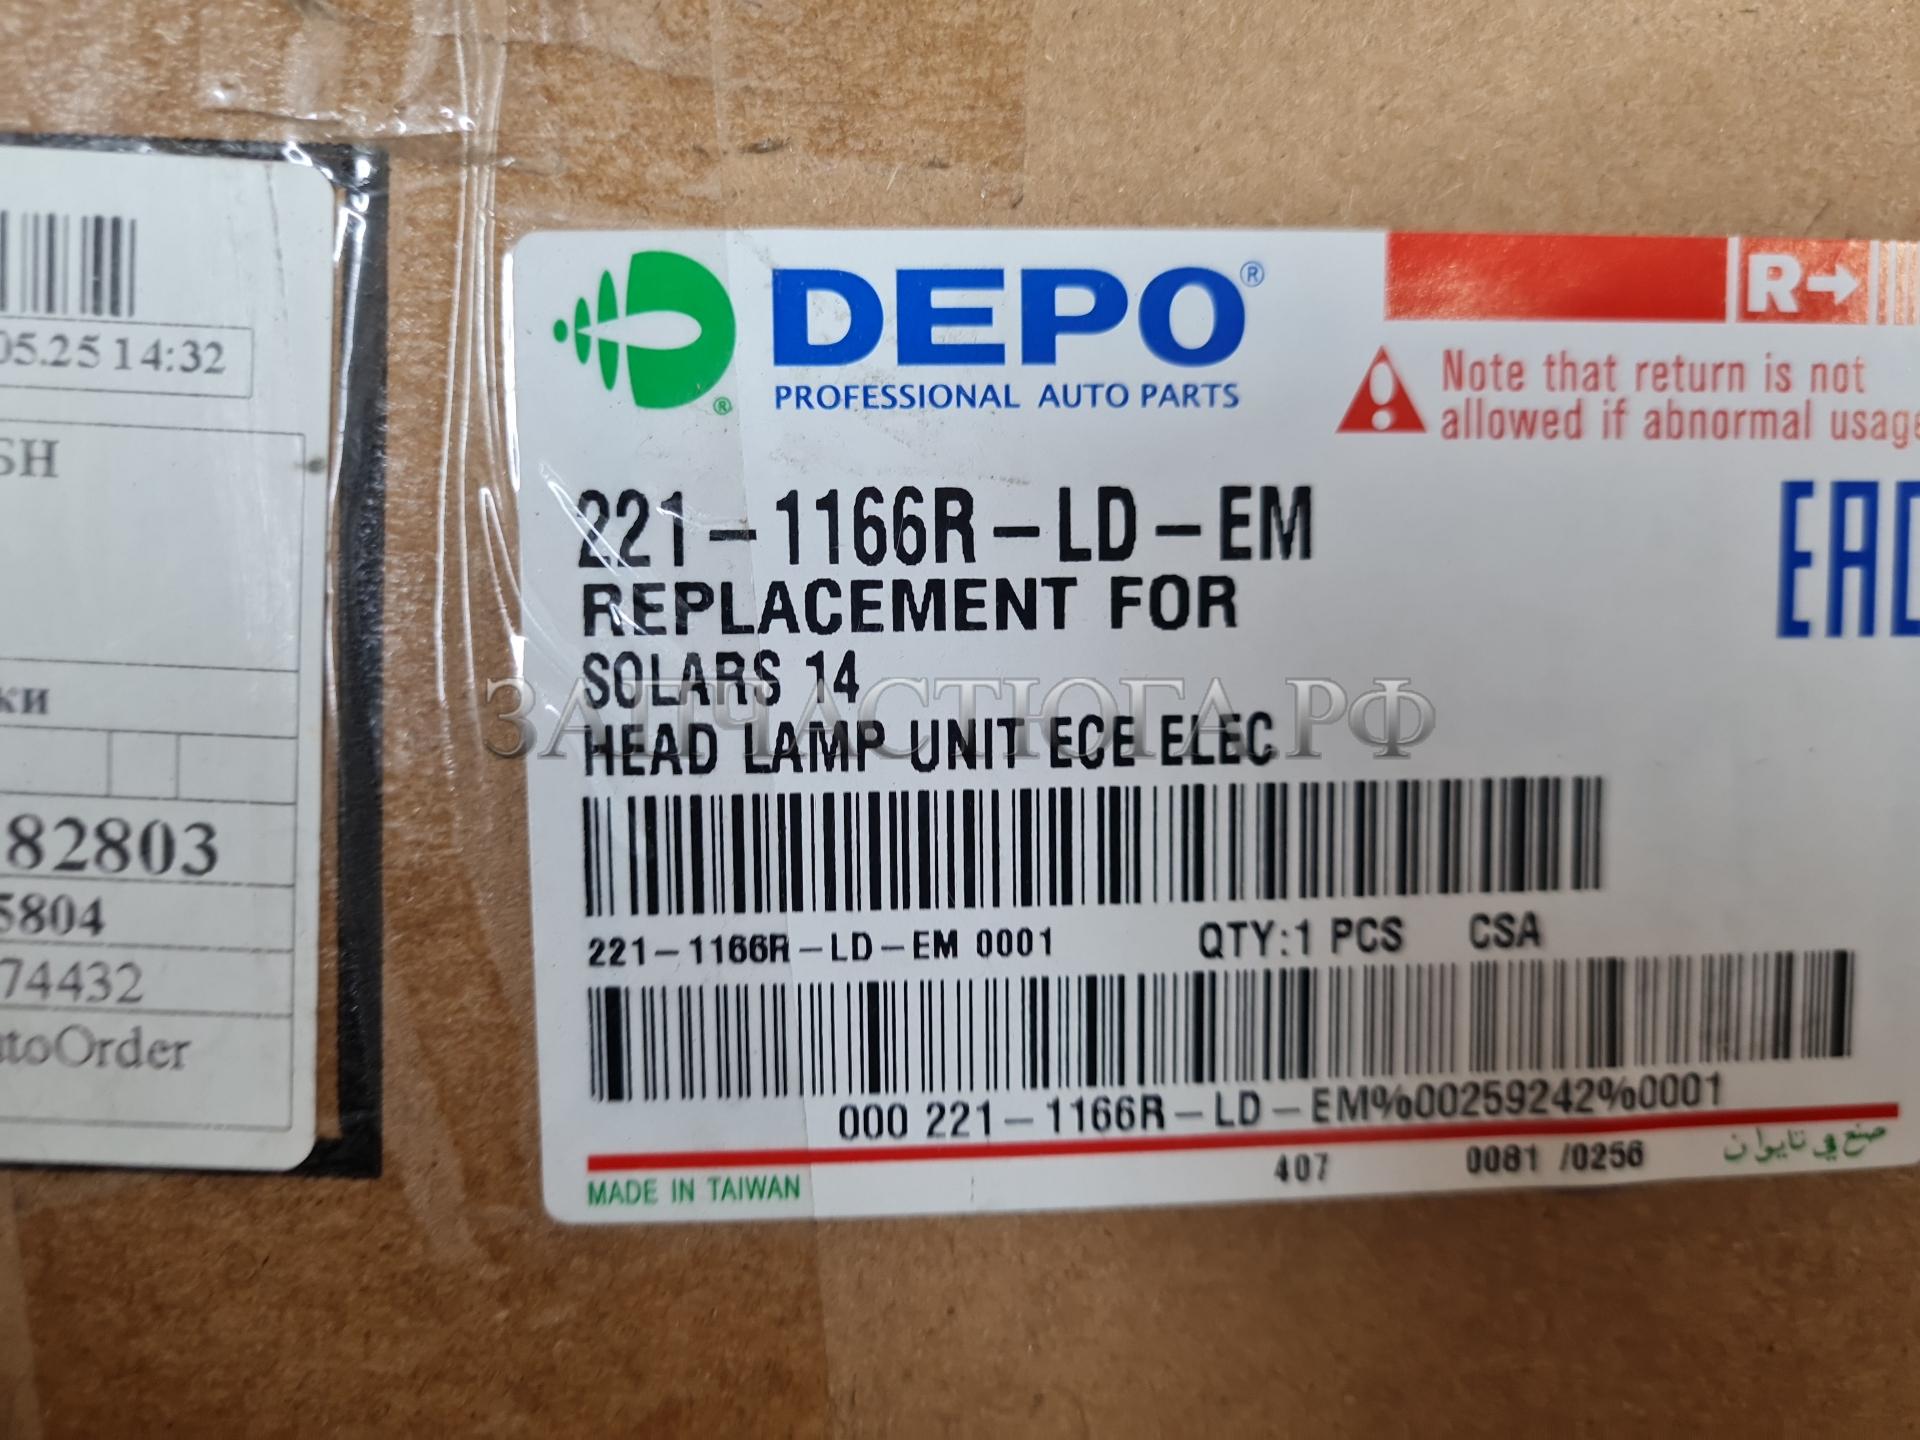 05.25 14:32
ки
82803
5804
74432
toOrder
DEPO®
®
PROFESSIONAL AUTO PARTS
R→
Note that return is not
allowed if abnormal usage
EAC
221-1166R-LD-EM
REPLACEMENT FOR
SOLARS 14
ЗАПЧАСТЮГА.РФ
HEAD LAMP UNIT ECE ELEC
221-1166R-LD-EM 0001 QTY:1 PCS CSA
000 221-1166R-LD-EM%00259242%0001
MADE IN TAIWAN 407 0081 /0256 صنع في تايوان